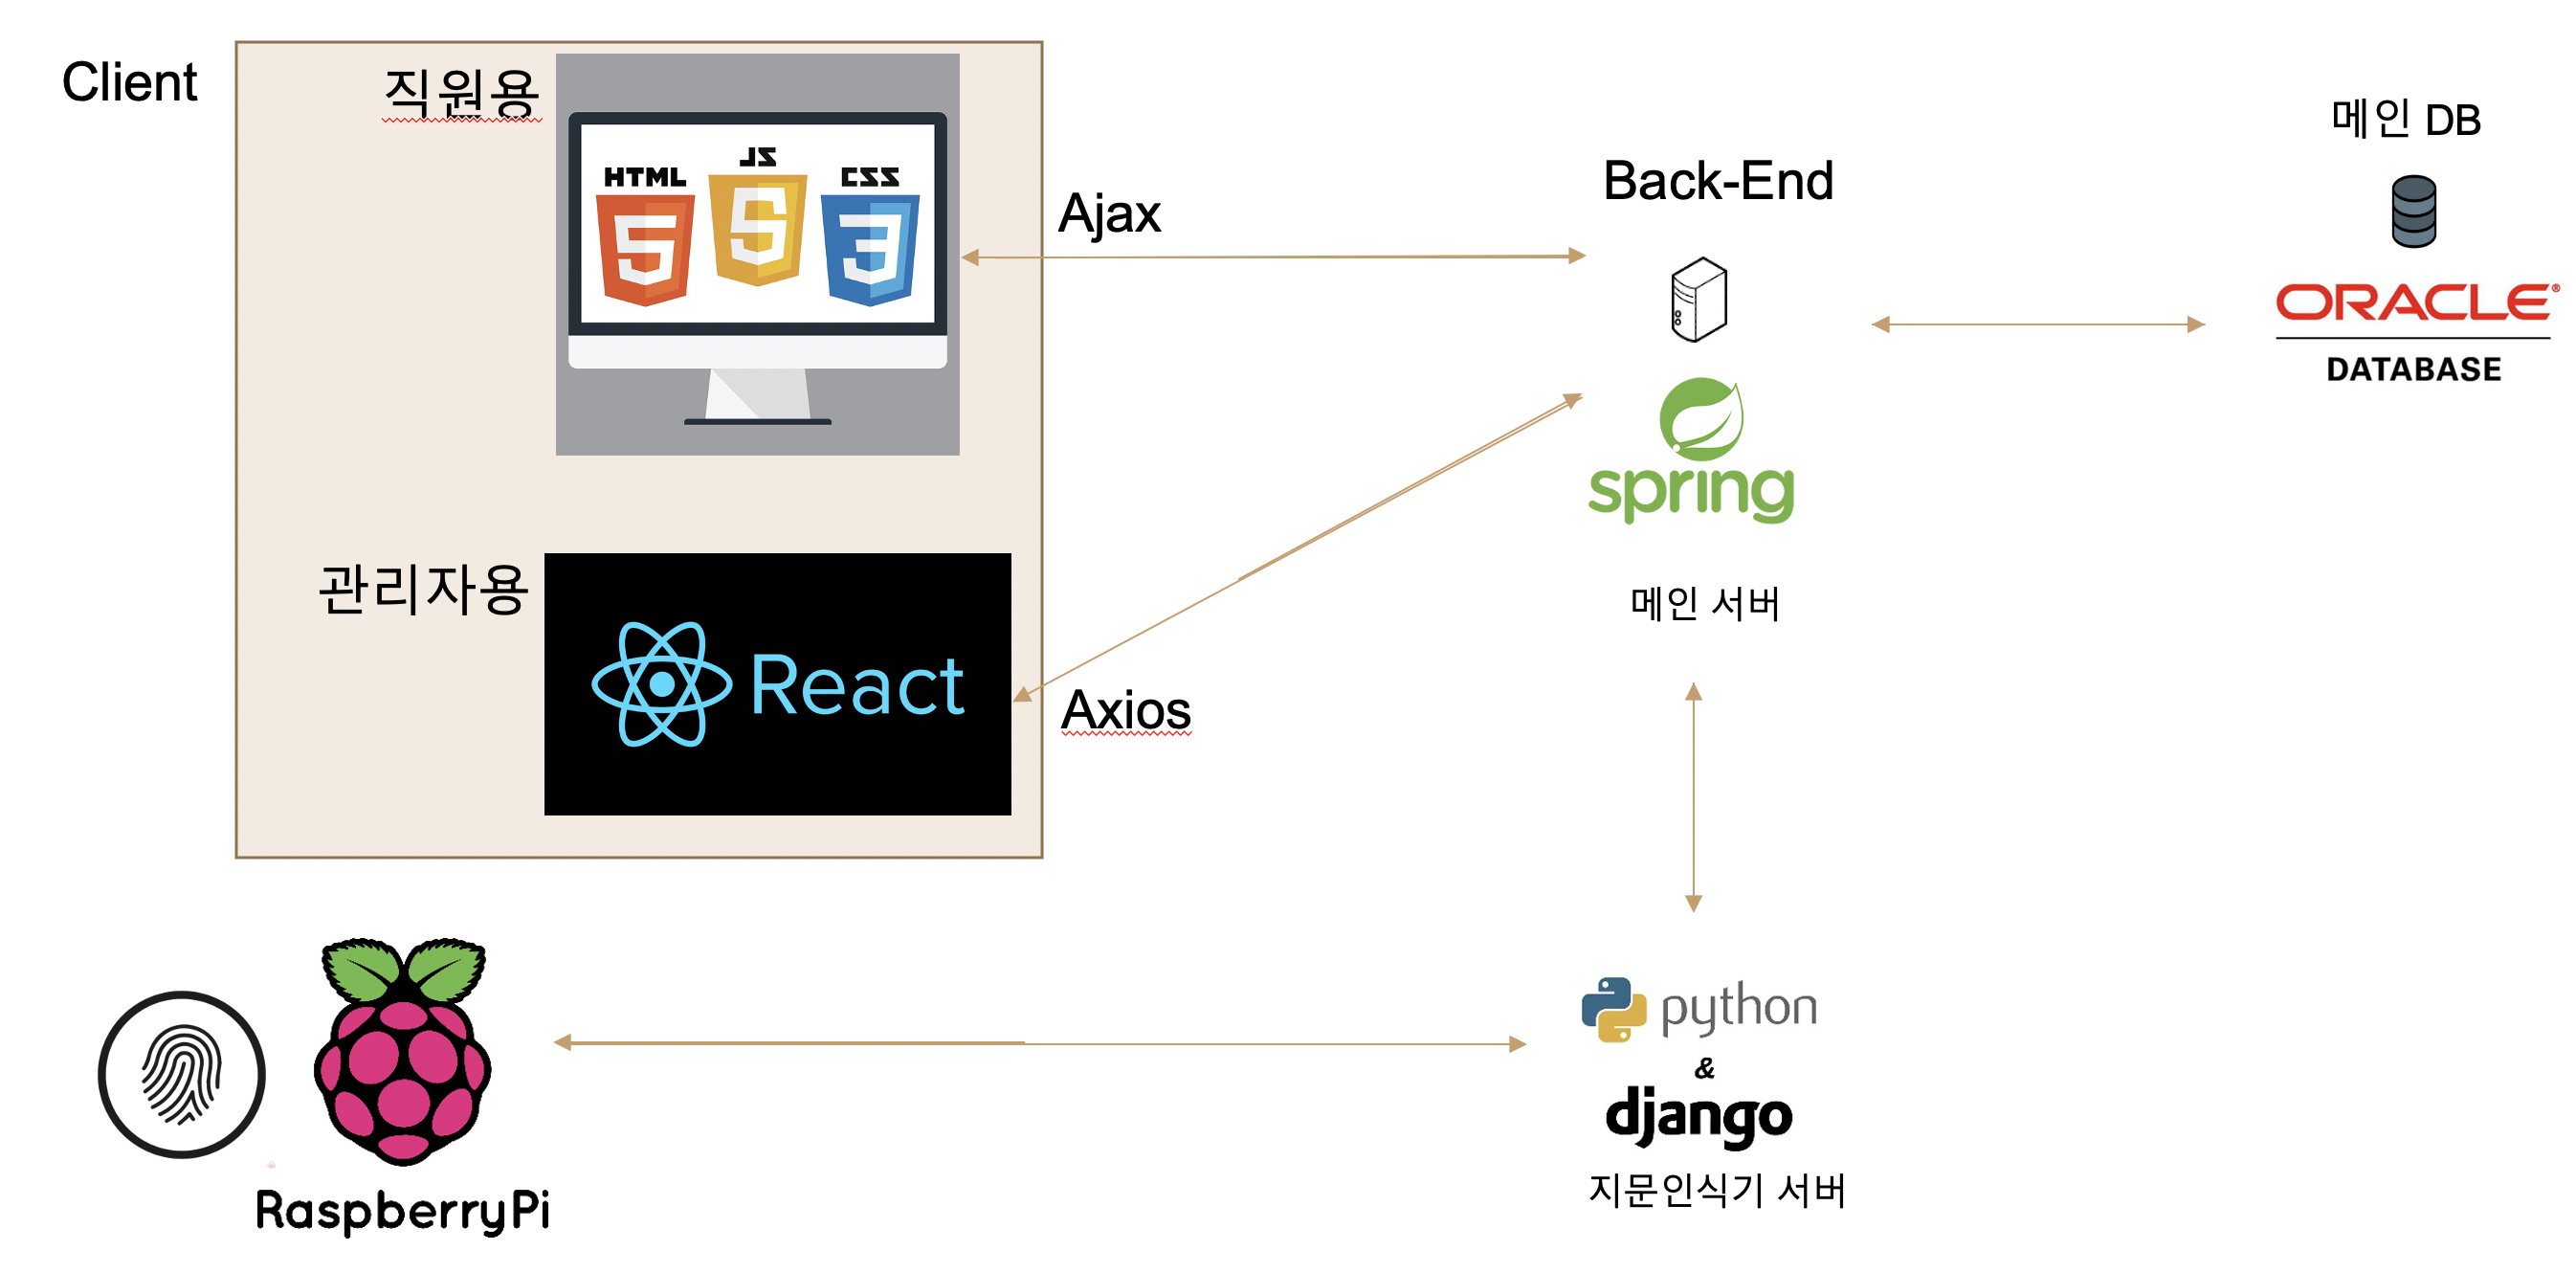 Client
직원용
HTML
JS
CSS
5
5
3
Ajax
Back-End
메인 DB
ORACLE®
DATABASE
spring
메인 서버
관리자용
React
Axios
python
&
django
지문인식기 서버
RaspberryPi